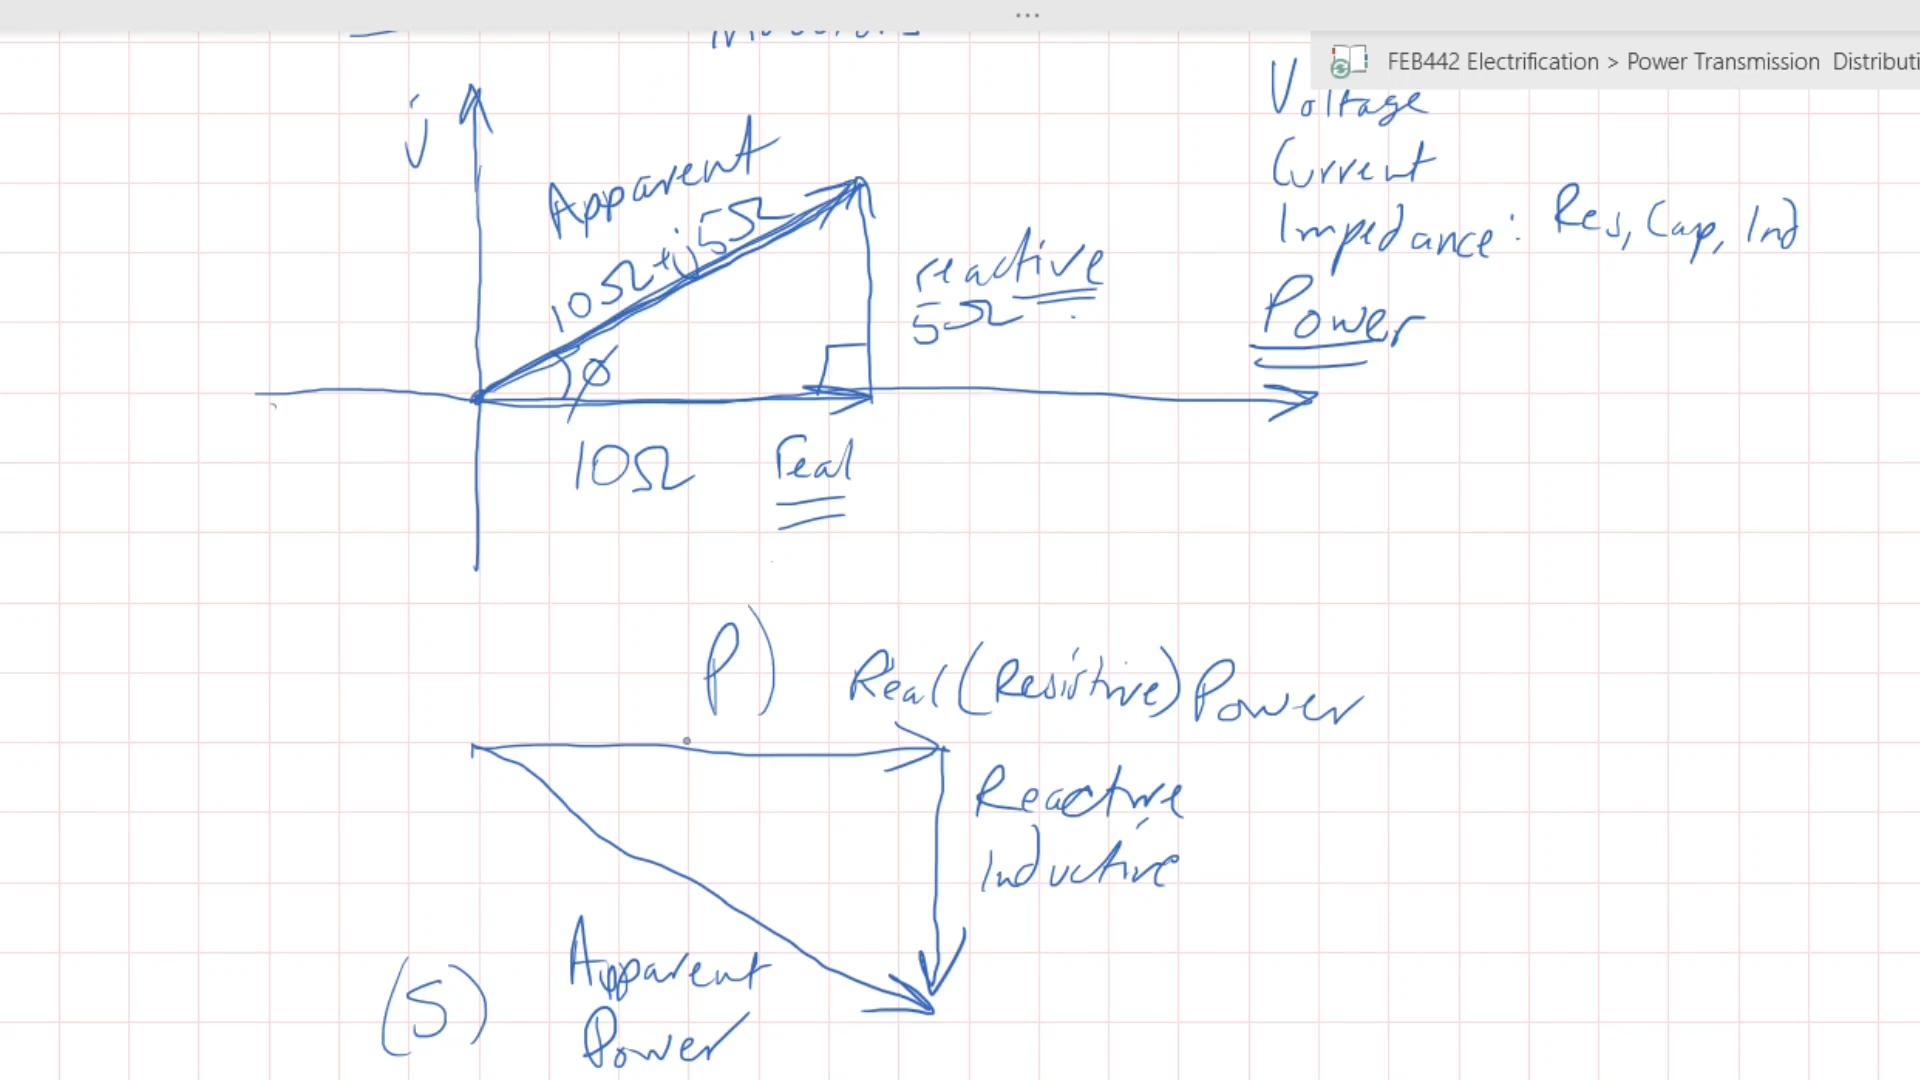 FEB442 Electrification > Power Transmission Distributi
j
Apparent
10Ω+j5Ω
ø
10Ω
real
reactive
5Ω
Voltage
Current
Impedance: Res, Cap, Ind
Power
P) Real (Resistive) Power
Reactive
Inductive
(S) Apparent
Power